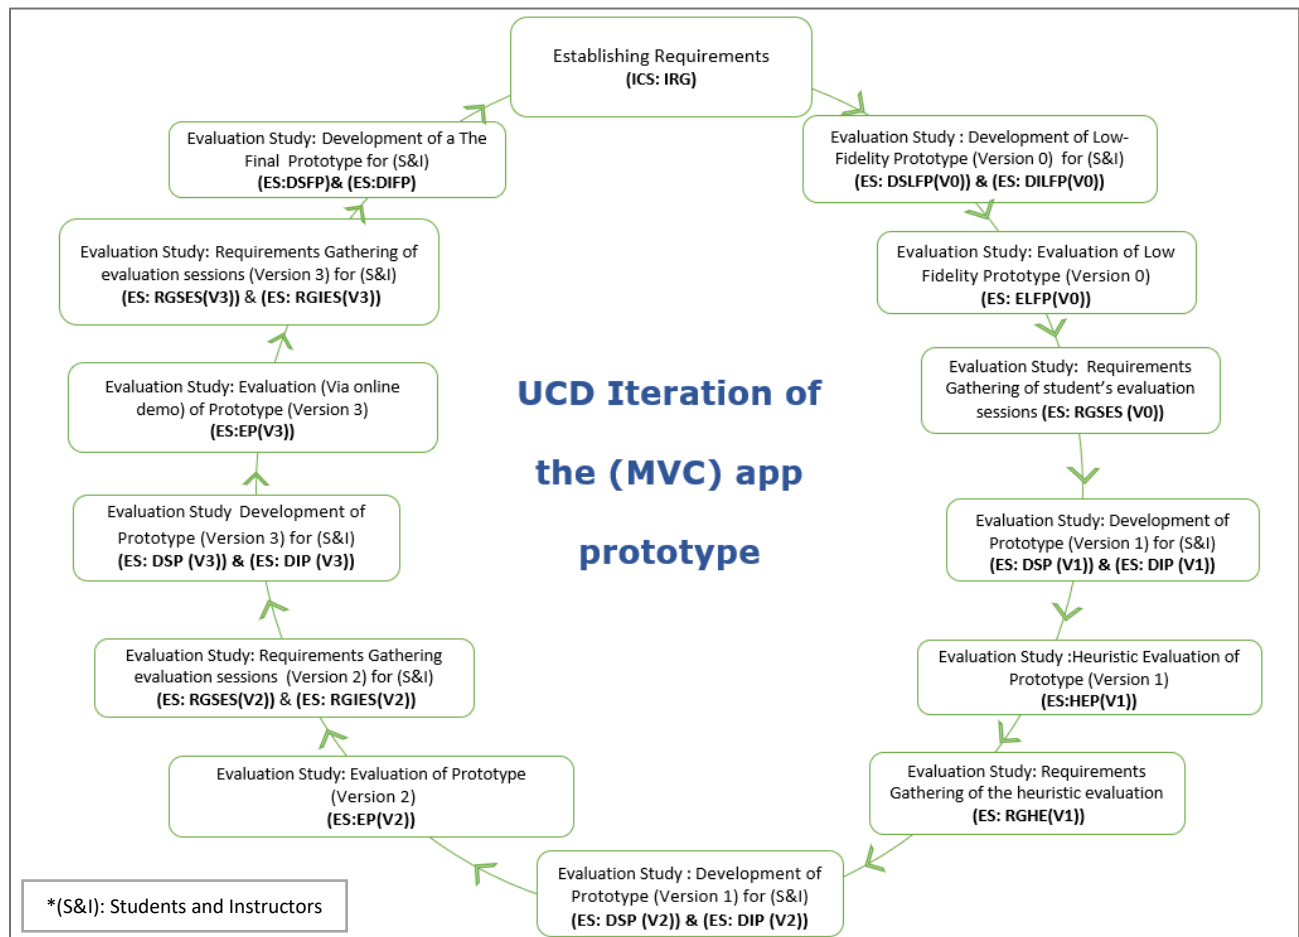 Establishing Requirements
(ICS: IRG)
Evaluation Study : Development of Low-
Fidelity Prototype (Version 0)  for (S&I)
(ES: DSLFP(V0)) & (ES: DILFP(V0))
Evaluation Study: Evaluation of Low
Fidelity Prototype (Version 0)
(ES: ELFP(V0))
Evaluation Study:  Requirements
Gathering of student’s evaluation
sessions (ES: RGSES (V0))
Evaluation Study: Development of
Prototype (Version 1) for (S&I)
(ES: DSP (V1)) & (ES: DIP (V1))
Evaluation Study :Heuristic Evaluation of
Prototype (Version 1)
(ES:HEP(V1))
Evaluation Study: Requirements
Gathering of the heuristic evaluation
(ES: RGHE(V1))
Evaluation Study : Development of
Prototype (Version 1) for (S&I)
(ES: DSP (V2)) & (ES: DIP (V2))
Evaluation Study: Evaluation of Prototype
(Version 2)
(ES:EP(V2))
Evaluation Study: Requirements Gathering
evaluation sessions  (Version 2) for (S&I)
(ES: RGSES(V2)) & (ES: RGIES(V2))
Evaluation Study  Development of
Prototype (Version 3) for (S&I)
(ES: DSP (V3)) & (ES: DIP (V3))
Evaluation Study: Evaluation (Via online
demo) of Prototype (Version 3)
(ES:EP(V3))
Evaluation Study: Requirements Gathering of
evaluation sessions (Version 3) for (S&I)
(ES: RGSES(V3)) & (ES: RGIES(V3))
Evaluation Study: Development of a The
Final  Prototype for (S&I)
(ES:DSFP)& (ES:DIFP)
UCD Iteration of
the (MVC) app
prototype
*(S&I): Students and Instructors